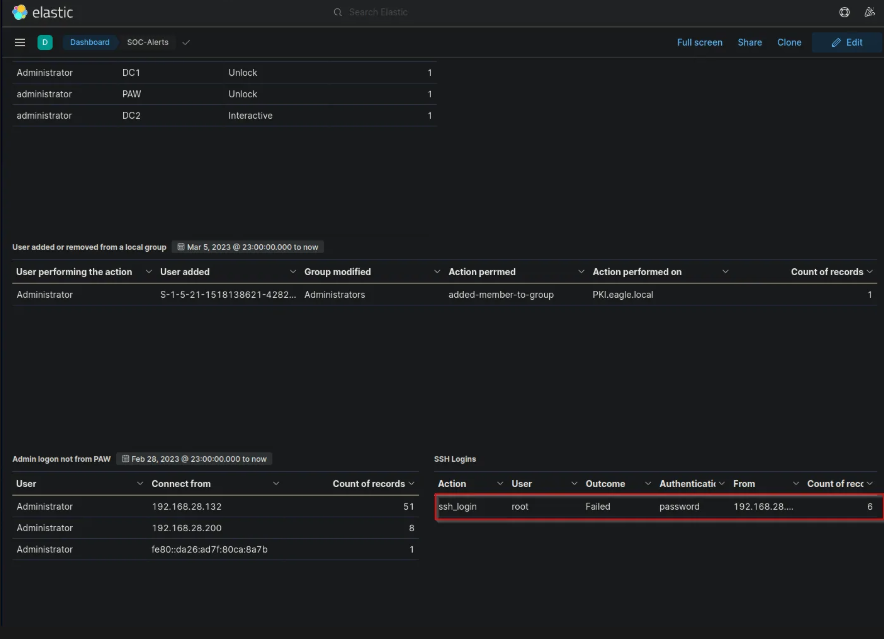 elastic
Search Elastic
D Dashboard SOC-Alerts Full screen Share Clone Edit
Administrator DC1 Unlock 1
administrator PAW Unlock 1
administrator DC2 Interactive 1
User added or removed from a local group Mar 5, 2023 @ 23:00:00.000 to now
User performing the action User added Group modified Action perrmed Action performed on Count of records
Administrator S-1-5-21-1518138621-4282... Administrators added-member-to-group PKI.eagle.local 1
Admin logon not from PAW Feb 28, 2023 @ 23:00:00.000 to now
User Connect from Count of records
Administrator 192.168.28.132 51
Administrator 192.168.28.200 8
Administrator fe80::da26:ad7f:80ca:8a7b 1
SSH Logins
Action User Outcome Authenticatio From Count of reco
ssh_login root Failed password 192.168.28.... 6